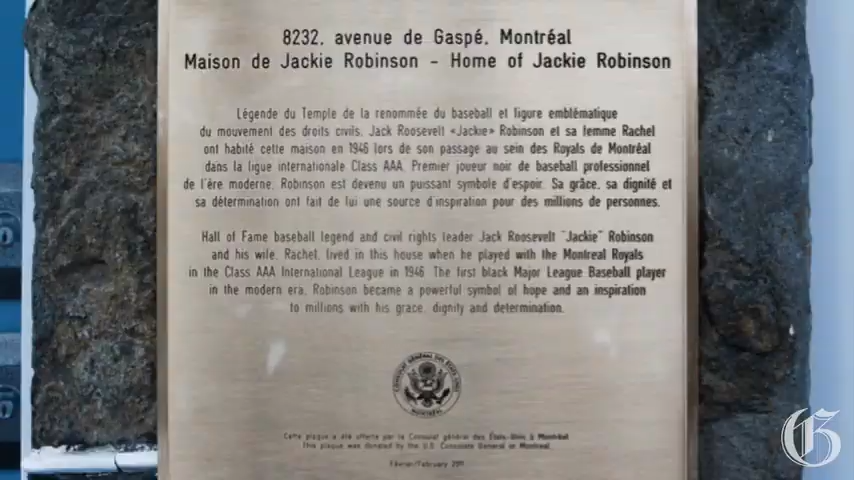 8232, avenue de Gaspé, Montréal
Maison de Jackie Robinson - Home of Jackie Robinson
Légende du Temple de la renommée du baseball et figure emblématique
du mouvement des droits civils, Jack Roosevelt «Jackie» Robinson et sa femme Rachel
ont habité cette maison en 1946 lors de son passage au sein des Royals de Montréal
dans la ligue internationale Class AAA. Premier joueur noir de baseball professionnel
de l'ère moderne, Robinson est devenu un puissant symbole d'espoir. Sa grâce, sa dignité et
sa détermination ont fait de lui une source d'inspiration pour des millions de personnes.
Hall of Fame baseball legend and civil rights leader Jack Roosevelt "Jackie" Robinson
and his wife, Rachel, lived in this house when he played with the Montreal Royals
in the Class AAA International League in 1946. The first black Major League Baseball player
in the modern era, Robinson became a powerful symbol of hope and an inspiration
to millions with his grace, dignity and determination.
CONSULAT GÉNÉRAL DES ÉTATS-UNIS
MONTRÉAL
Cette plaque a été offerte par le Consulat général des États-Unis à Montréal
This plaque was donated by the U.S. Consulate General in Montreal
Février/February 2011
G